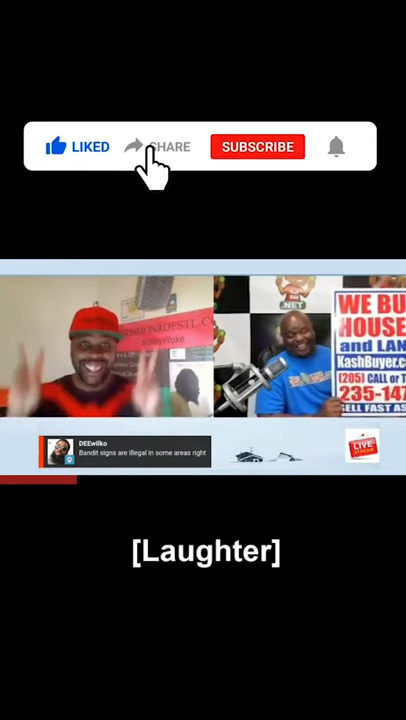 LIKED
SHARE
SUBSCRIBE
.NET
@StayWoke
WE BU
HOUSE
and LAN
KashBuyer.c
(205) CALL or T
235-147
SELL FAST AS
DEEwilko
Bandit signs are illegal in some areas right
LIVE
STREAM
[Laughter]